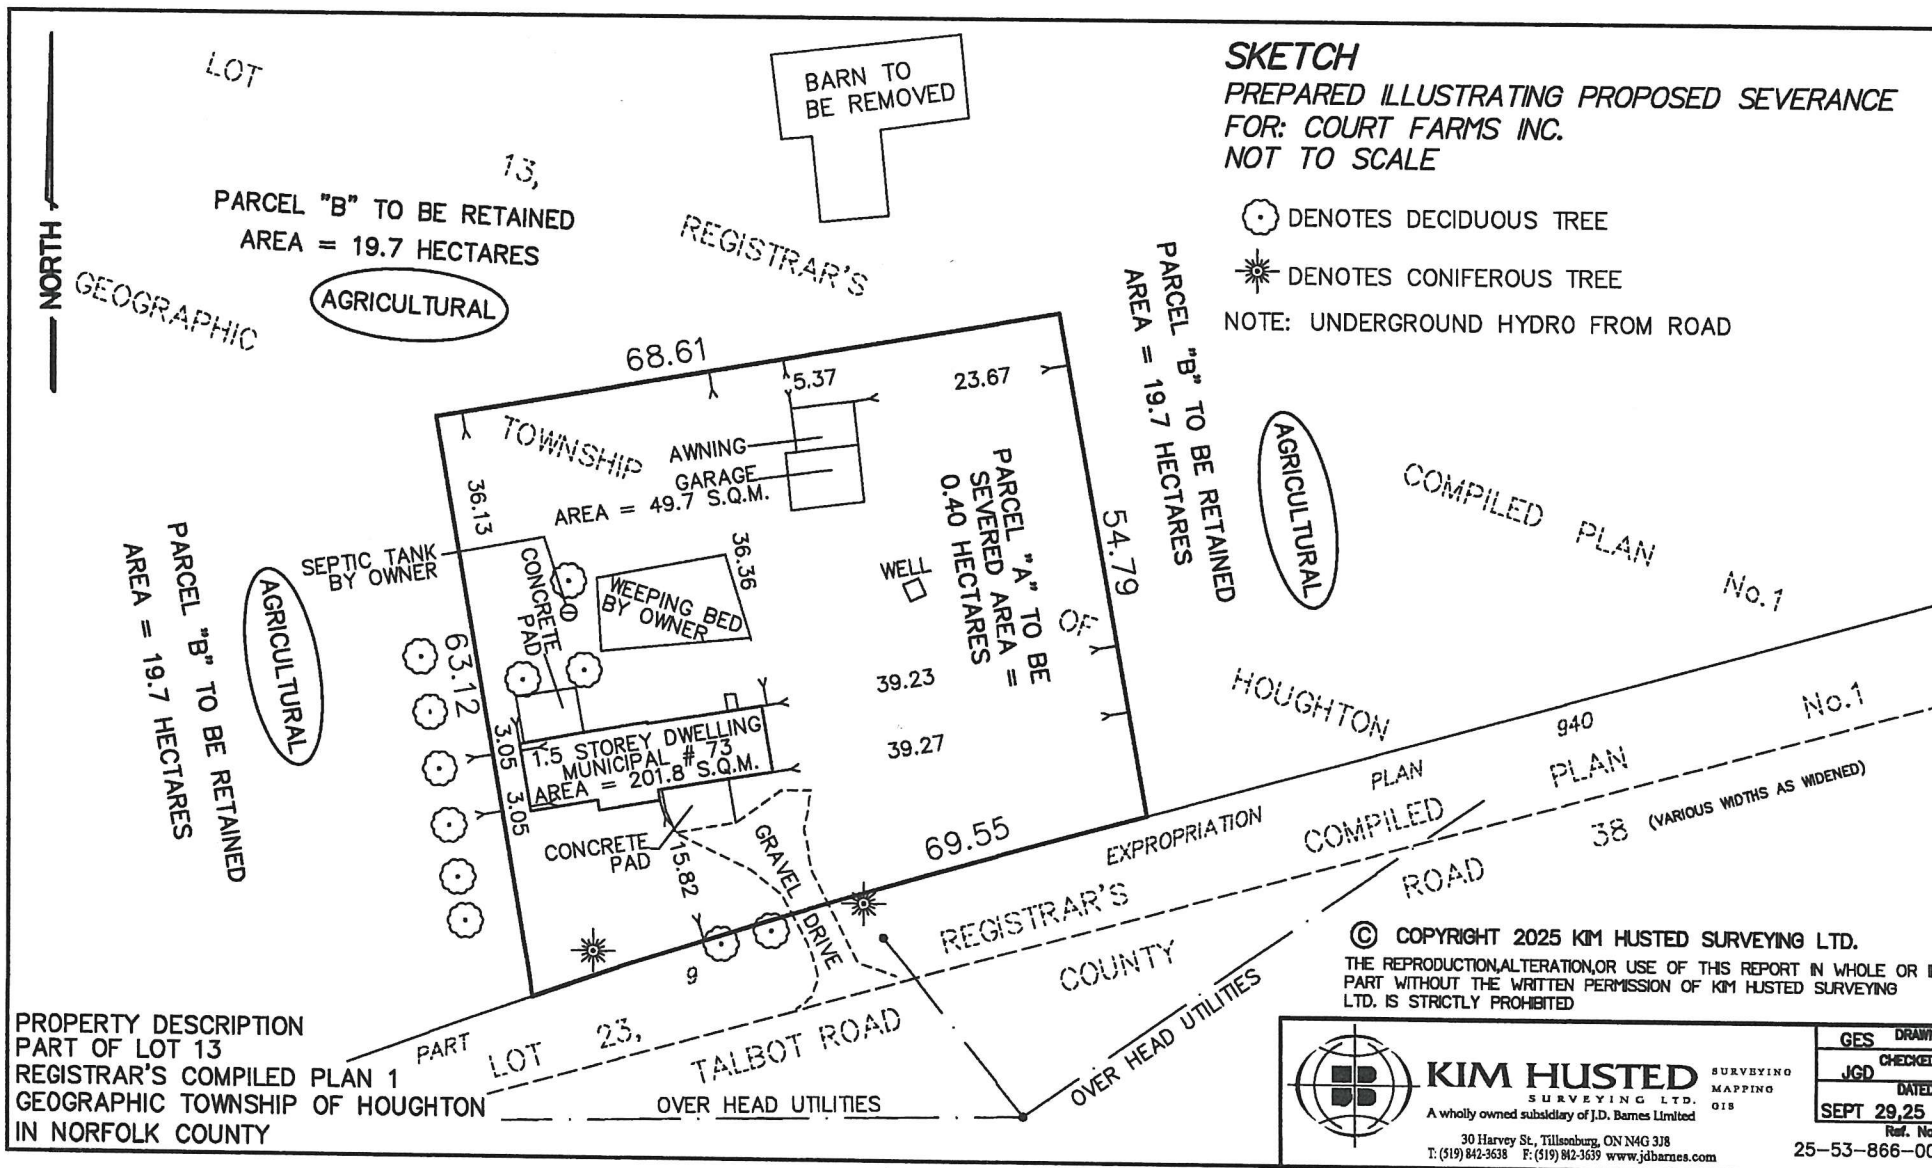 SKETCH
PREPARED ILLUSTRATING PROPOSED SEVERANCE
FOR: COURT FARMS INC.
NOT TO SCALE
DENOTES DECIDUOUS TREE
DENOTES CONIFEROUS TREE
NOTE: UNDERGROUND HYDRO FROM ROAD
NORTH
LOT
13,
REGISTRAR'S
COMPILED PLAN No.1
GEOGRAPHIC
TOWNSHIP
OF
HOUGHTON
BARN TO
BE REMOVED
PARCEL "B" TO BE RETAINED
AREA = 19.7 HECTARES
AGRICULTURAL
PARCEL "B" TO BE RETAINED
AREA = 19.7 HECTARES
AGRICULTURAL
PARCEL "B" TO BE RETAINED
AREA = 19.7 HECTARES
AGRICULTURAL
68.61
5.37
23.67
AWNING
GARAGE
AREA = 49.7 S.Q.M.
36.13
36.36
PARCEL "A" TO BE
SEVERED AREA =
0.40 HECTARES
54.79
SEPTIC TANK
BY OWNER
CONCRETE
PAD
WEEPING BED
BY OWNER
WELL
63.12
39.23
39.27
3.05
3.05
1.5 STOREY DWELLING
MUNICIPAL # 73
AREA = 201.8 S.Q.M.
CONCRETE
PAD
15.82
GRAVEL
DRIVE
69.55
PART 9
EXPROPRIATION PLAN 940
LOT 23, REGISTRAR'S COMPILED PLAN No.1
TALBOT ROAD COUNTY ROAD 38 (VARIOUS WIDTHS AS WIDENED)
OVER HEAD UTILITIES
OVER HEAD UTILITIES
PROPERTY DESCRIPTION
PART OF LOT 13
REGISTRAR'S COMPILED PLAN 1
GEOGRAPHIC TOWNSHIP OF HOUGHTON
IN NORFOLK COUNTY
© COPYRIGHT 2025 KIM HUSTED SURVEYING LTD.
THE REPRODUCTION,ALTERATION,OR USE OF THIS REPORT IN WHOLE OR
PART WITHOUT THE WRITTEN PERMISSION OF KIM HUSTED SURVEYING
LTD. IS STRICTLY PROHIBITED
KIM HUSTED
SURVEYING LTD.
SURVEYING
MAPPING
GIS
A wholly owned subsidiary of J.D. Barnes Limited
30 Harvey St., Tillsonburg, ON N4G 3J8
T: (519) 842-3638 F: (519) 842-3639 www.jdbarnes.com
GES
JGD CHECKED
DATED
SEPT 29,25
Ref. No
25-53-866-00